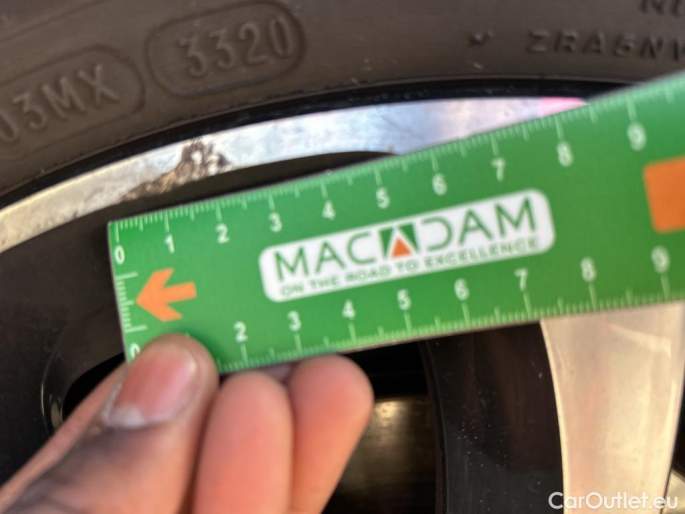 03MX
3320
ZRA5NV
0 1 2 3 4 5 6 7 8 9
MACADAM
ON THE ROAD TO EXCELLENCE
2 3 4 5 6 7 8 9
CarOutlet.eu